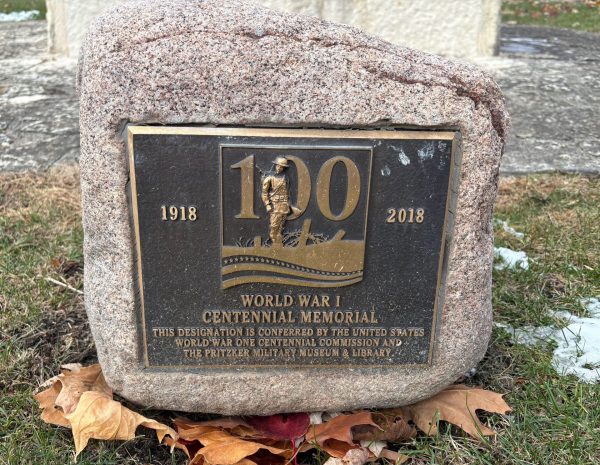 100
1918 2018
WORLD WAR I
CENTENNIAL MEMORIAL
THIS DESIGNATION IS CONFERRED BY THE UNITED STATES
WORLD WAR ONE CENTENNIAL COMMISSION AND
THE PRITZKER MILITARY MUSEUM & LIBRARY.